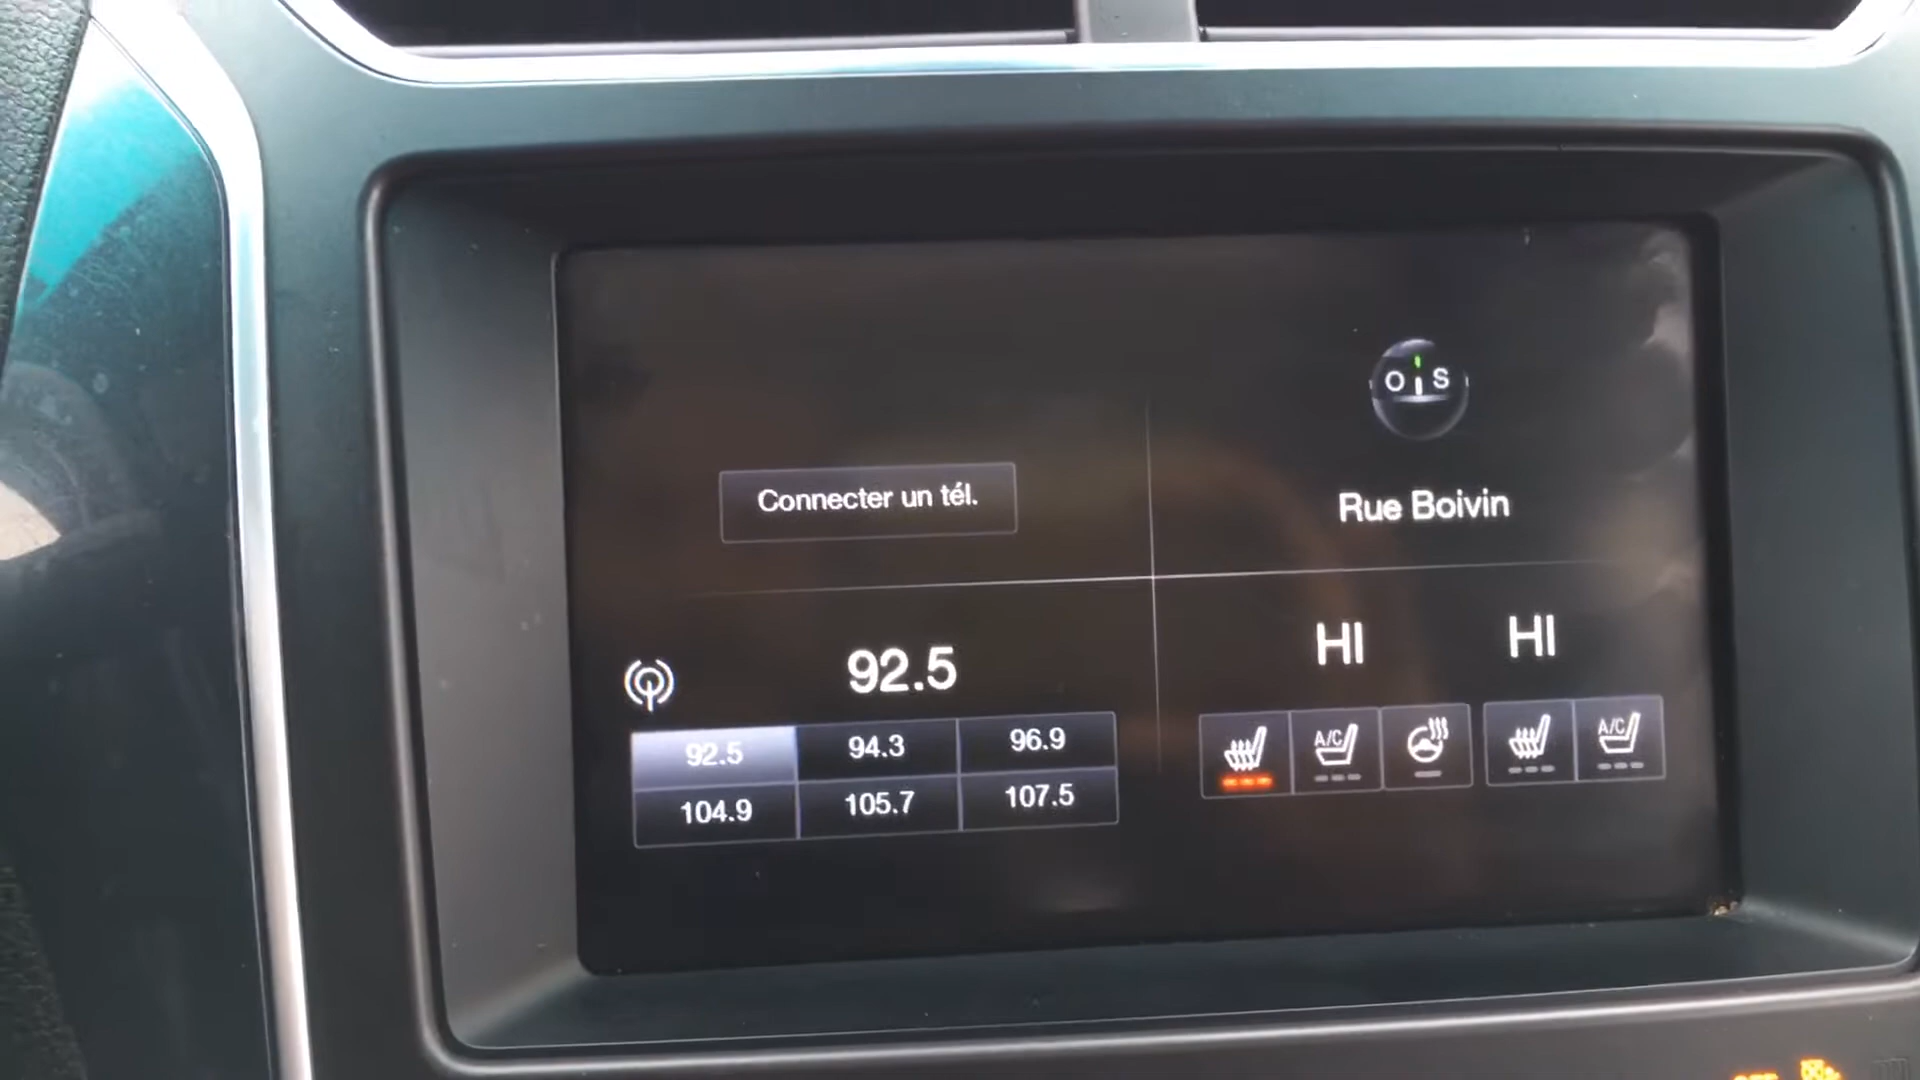 O S
Connecter un tél.
Rue Boivin
92.5
HI HI
92.5 94.3 96.9
104.9 105.7 107.5
A/C A/C